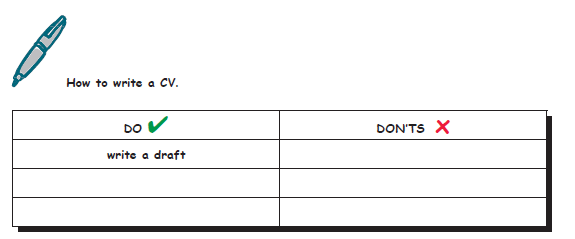 How to write a CV.
DO DON'TS
write a draft